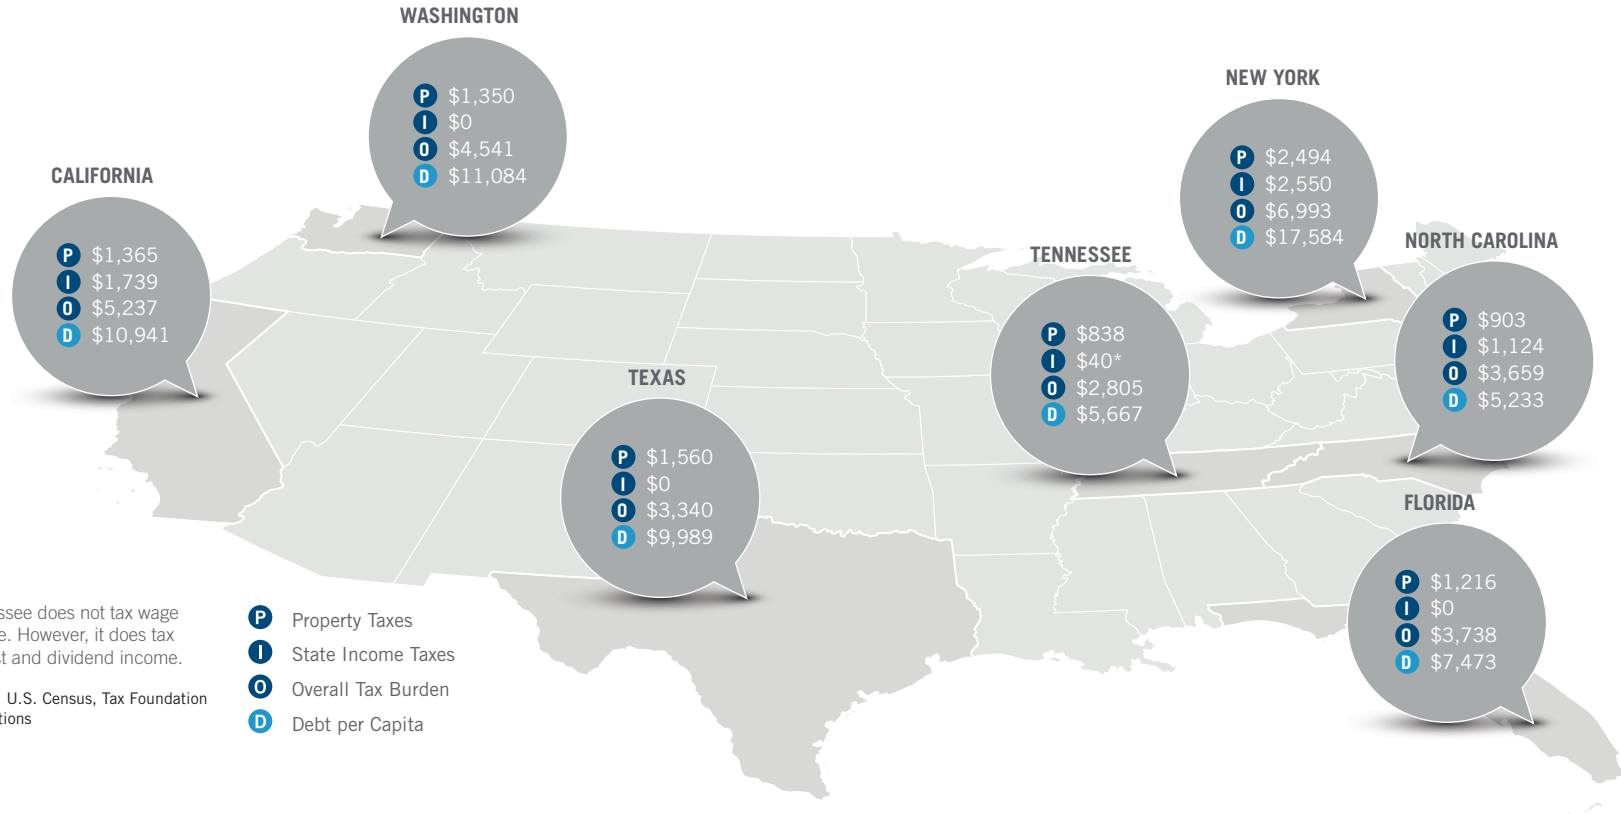 WASHINGTON
P $1,350
I $0
O $4,541
D $11,084
NEW YORK
P $2,494
I $2,550
O $6,993
D $17,584
CALIFORNIA
P $1,365
I $1,739
O $5,237
D $10,941
TENNESSEE
P $838
I $40*
O $2,805
D $5,667
NORTH CAROLINA
P $903
I $1,124
O $3,659
D $5,233
TEXAS
P $1,560
I $0
O $3,340
D $9,989
FLORIDA
P $1,216
I $0
O $3,738
D $7,473
ssee does not tax wage
e. However, it does tax
st and dividend income.
U.S. Census, Tax Foundation
tions
P Property Taxes
I State Income Taxes
O Overall Tax Burden
D Debt per Capita